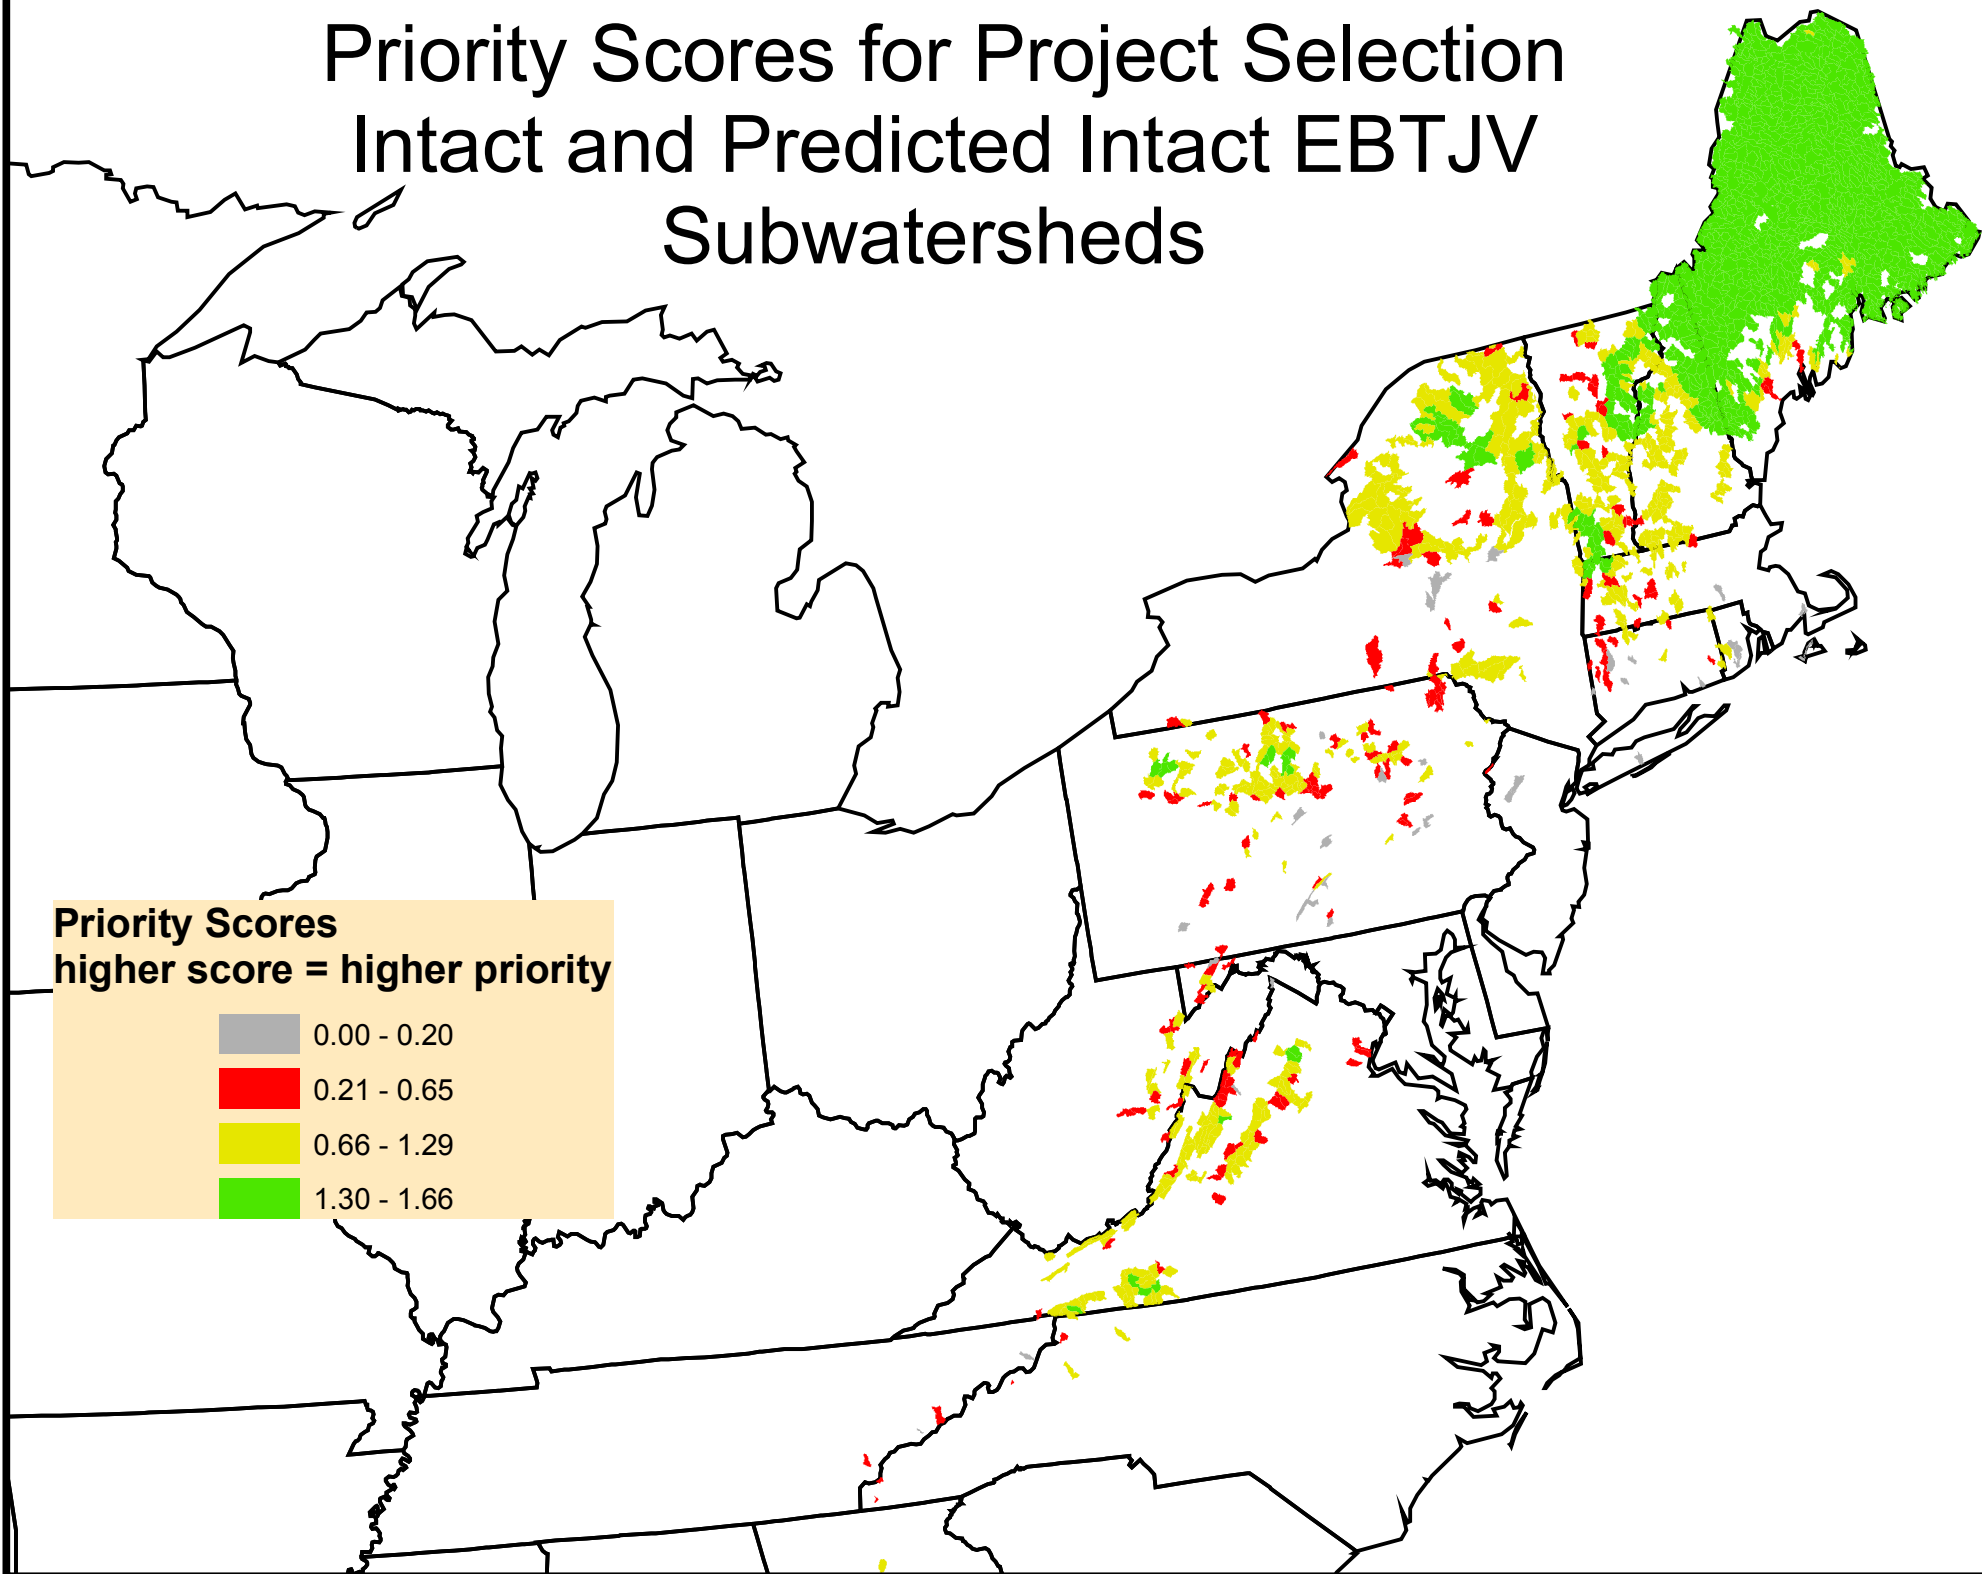 Priority Scores for Project Selection
Intact and Predicted Intact EBTJV
Subwatersheds
Priority Scores
higher score = higher priority
0.00 - 0.20
0.21 - 0.65
0.66 - 1.29
1.30 - 1.66